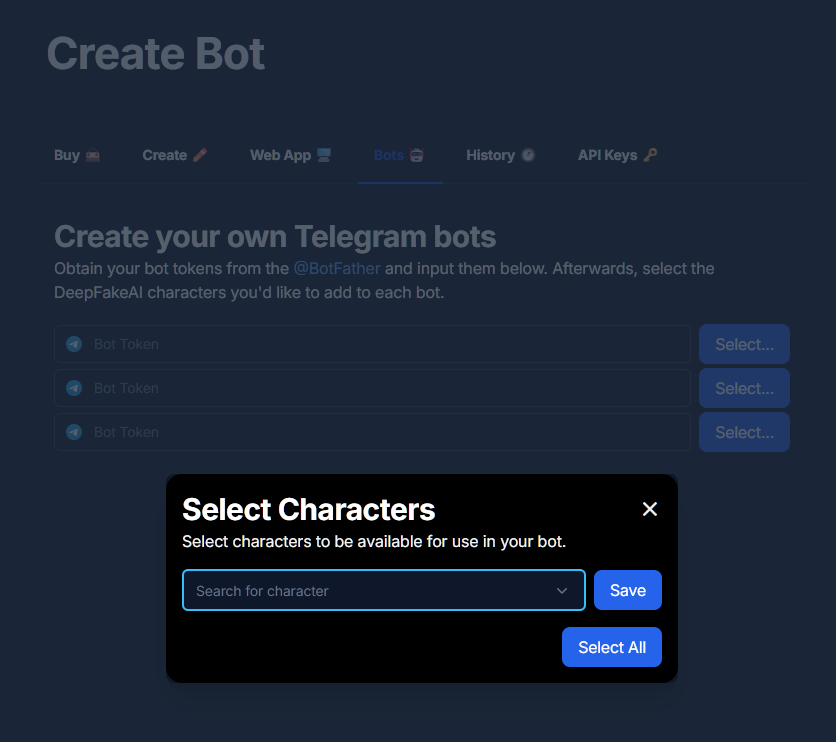 Create Bot
Buy Create Web App Bots History API Keys
Create your own Telegram bots
Obtain your bot tokens from the @BotFather and input them below. Afterwards, select the
DeepFakeAI characters you'd like to add to each bot.
Bot Token Select...
Bot Token Select...
Bot Token Select...
Select Characters
Select characters to be available for use in your bot.
Search for character Save
Select All